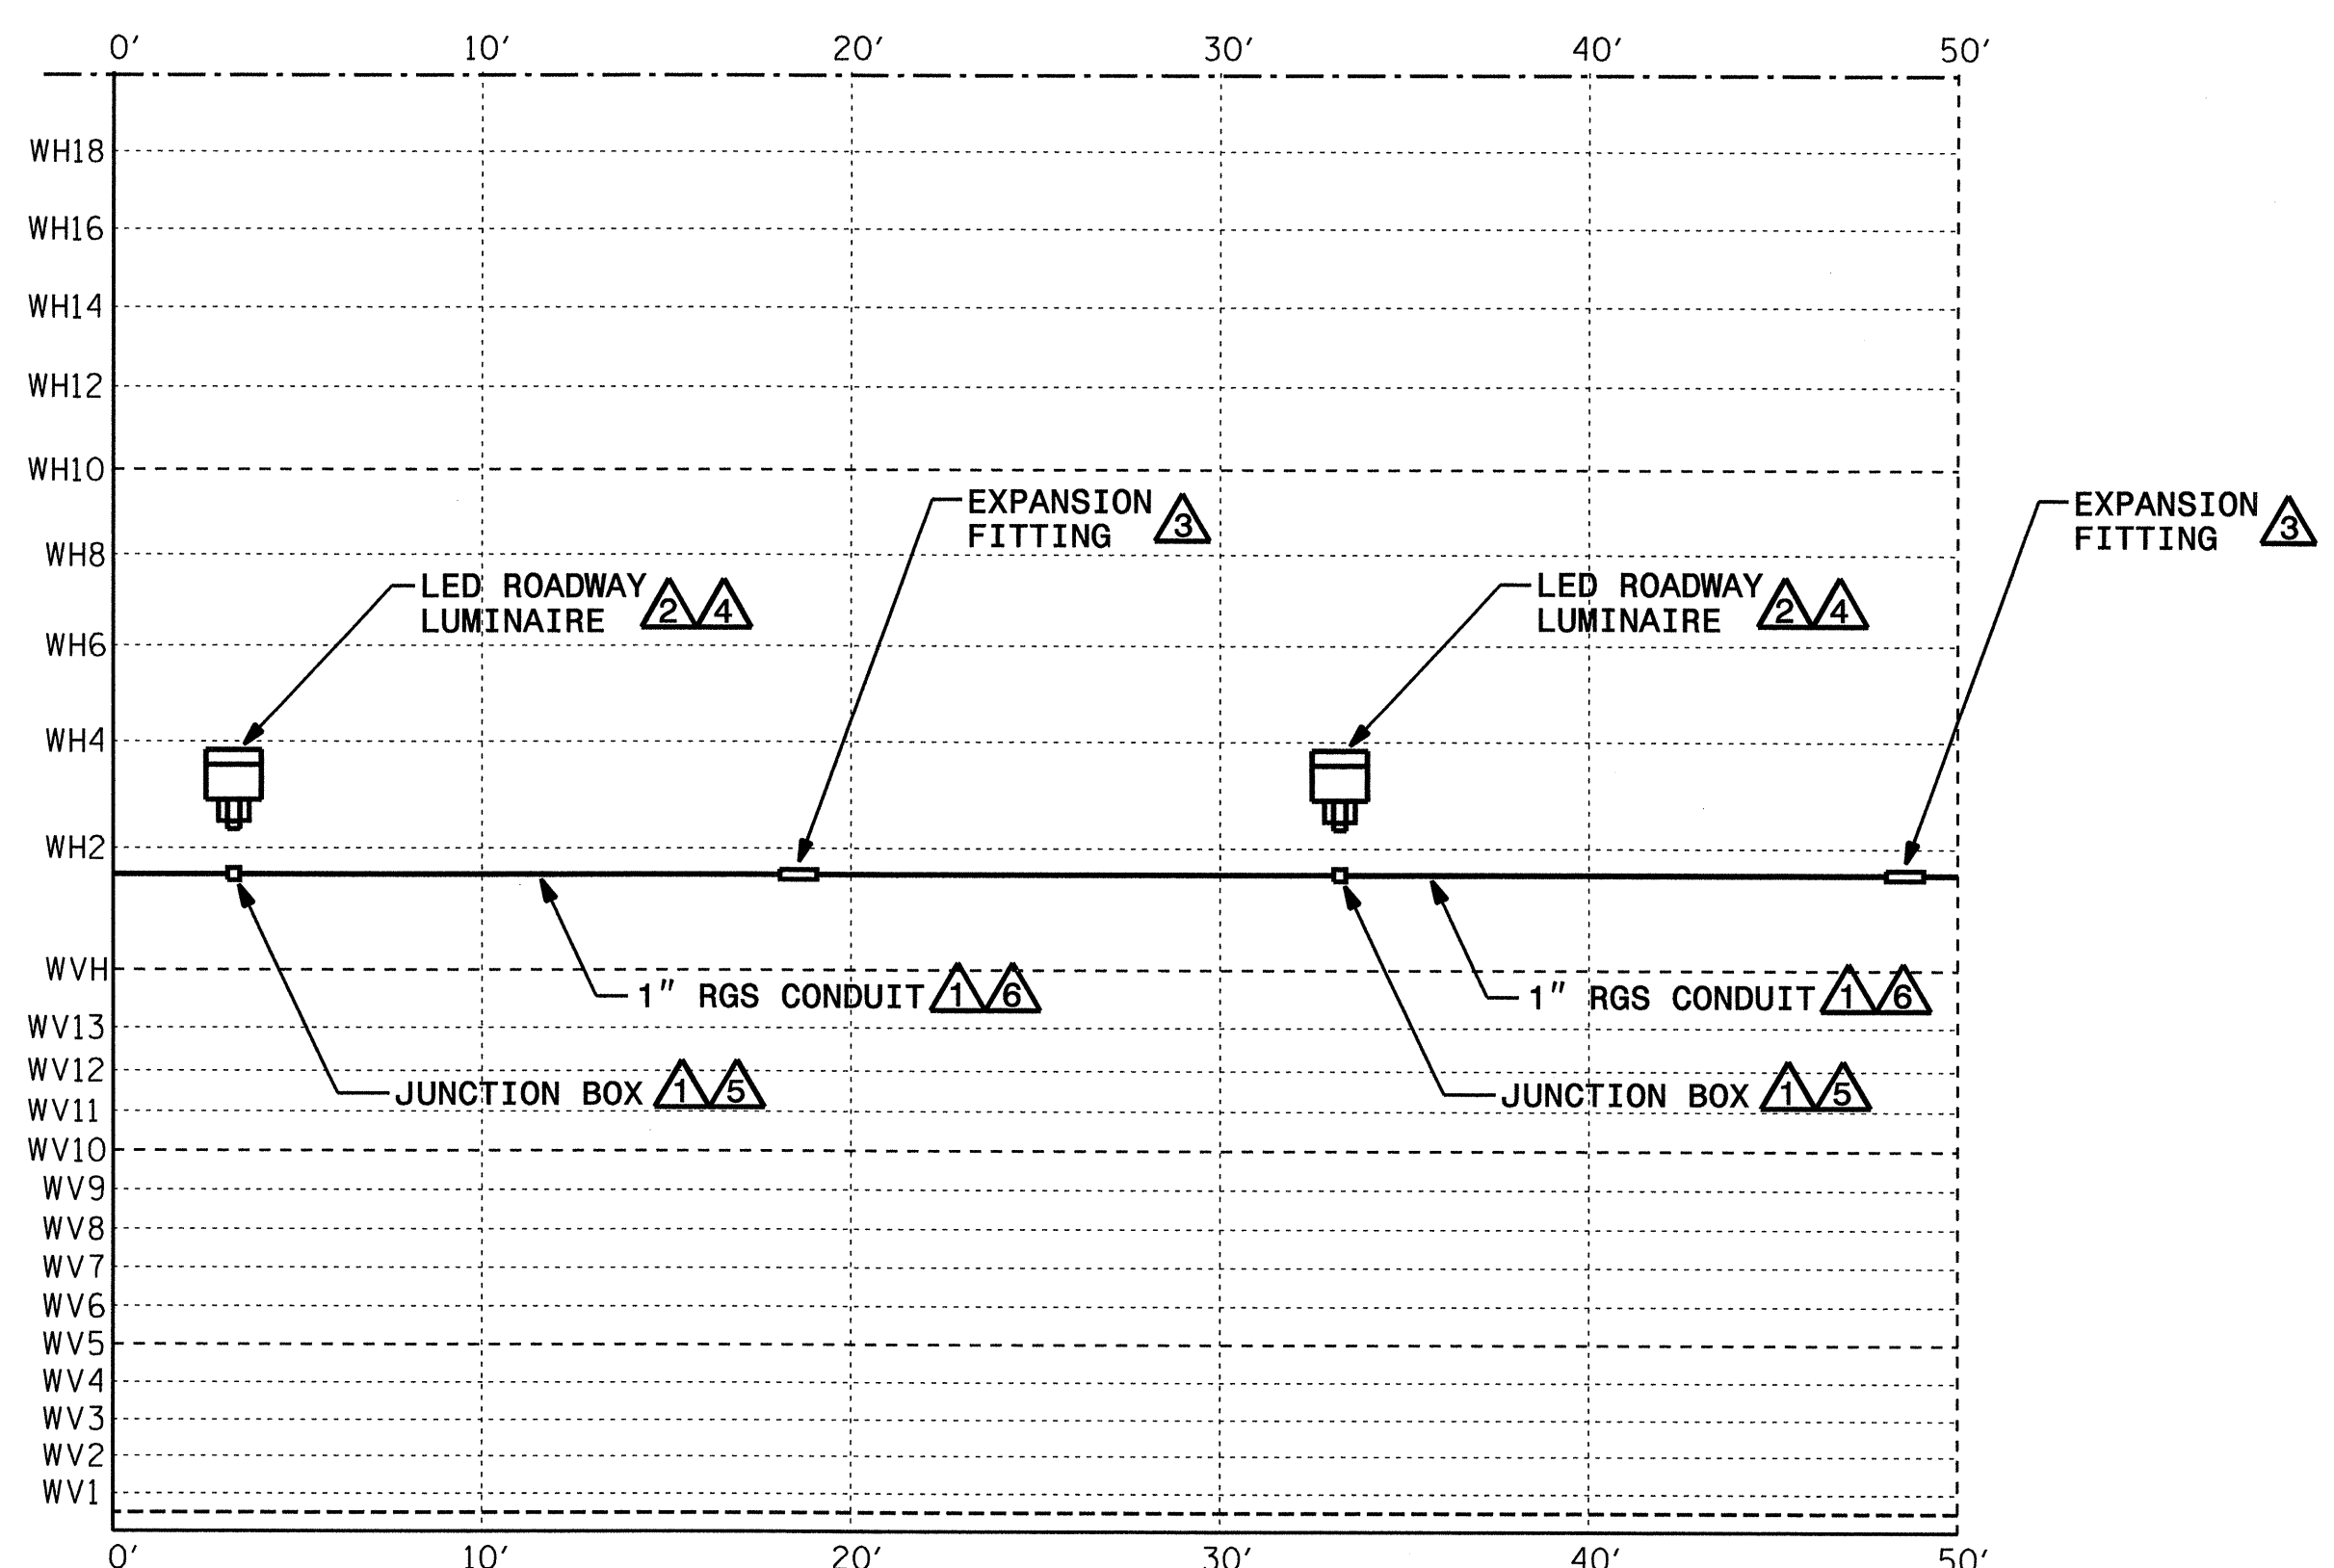 0′ 10′ 20′ 30′ 40′ 50′
WH18
WH16
WH14
WH12
WH10
EXPANSION
FITTING 3
EXPANSION
FITTING 3
WH8
LED ROADWAY
LUMINAIRE 2 4
LED ROADWAY
LUMINAIRE 2 4
WH6
WH4
WH2
WVH
1″ RGS CONDUIT 1 6
1″ RGS CONDUIT 1 6
WV13
WV12
JUNCTION BOX 1 5
JUNCTION BOX 1 5
WV11
WV10
WV9
WV8
WV7
WV6
WV5
WV4
WV3
WV2
WV1
0′ 10′ 20′ 30′ 40′ 50′